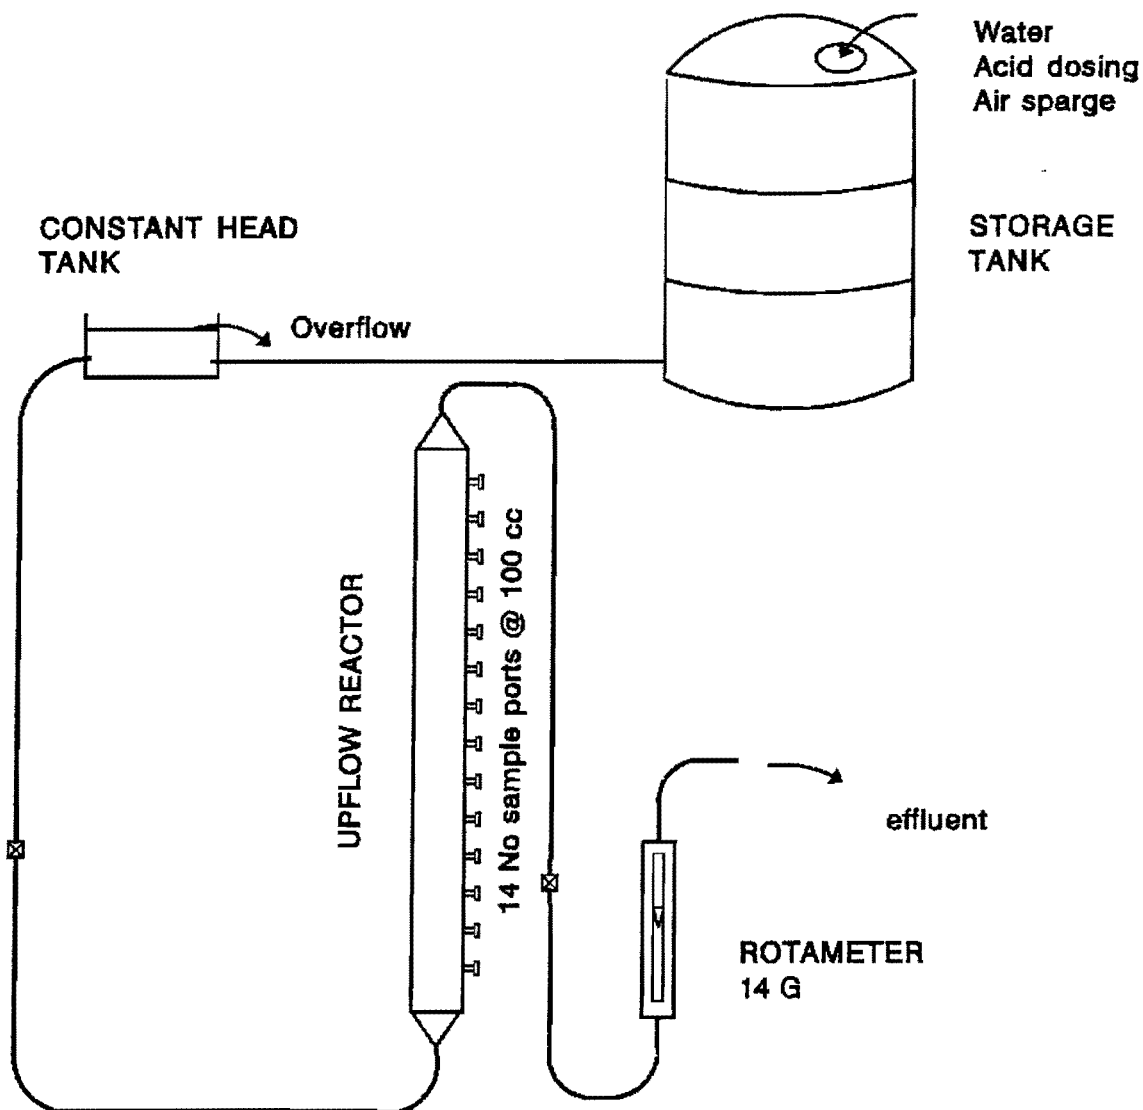 Water
Acid dosing
Air sparge
CONSTANT HEAD
TANK
STORAGE
TANK
Overflow
UPFLOW REACTOR
14 No sample ports @ 100 cc
effluent
ROTAMETER
14 G